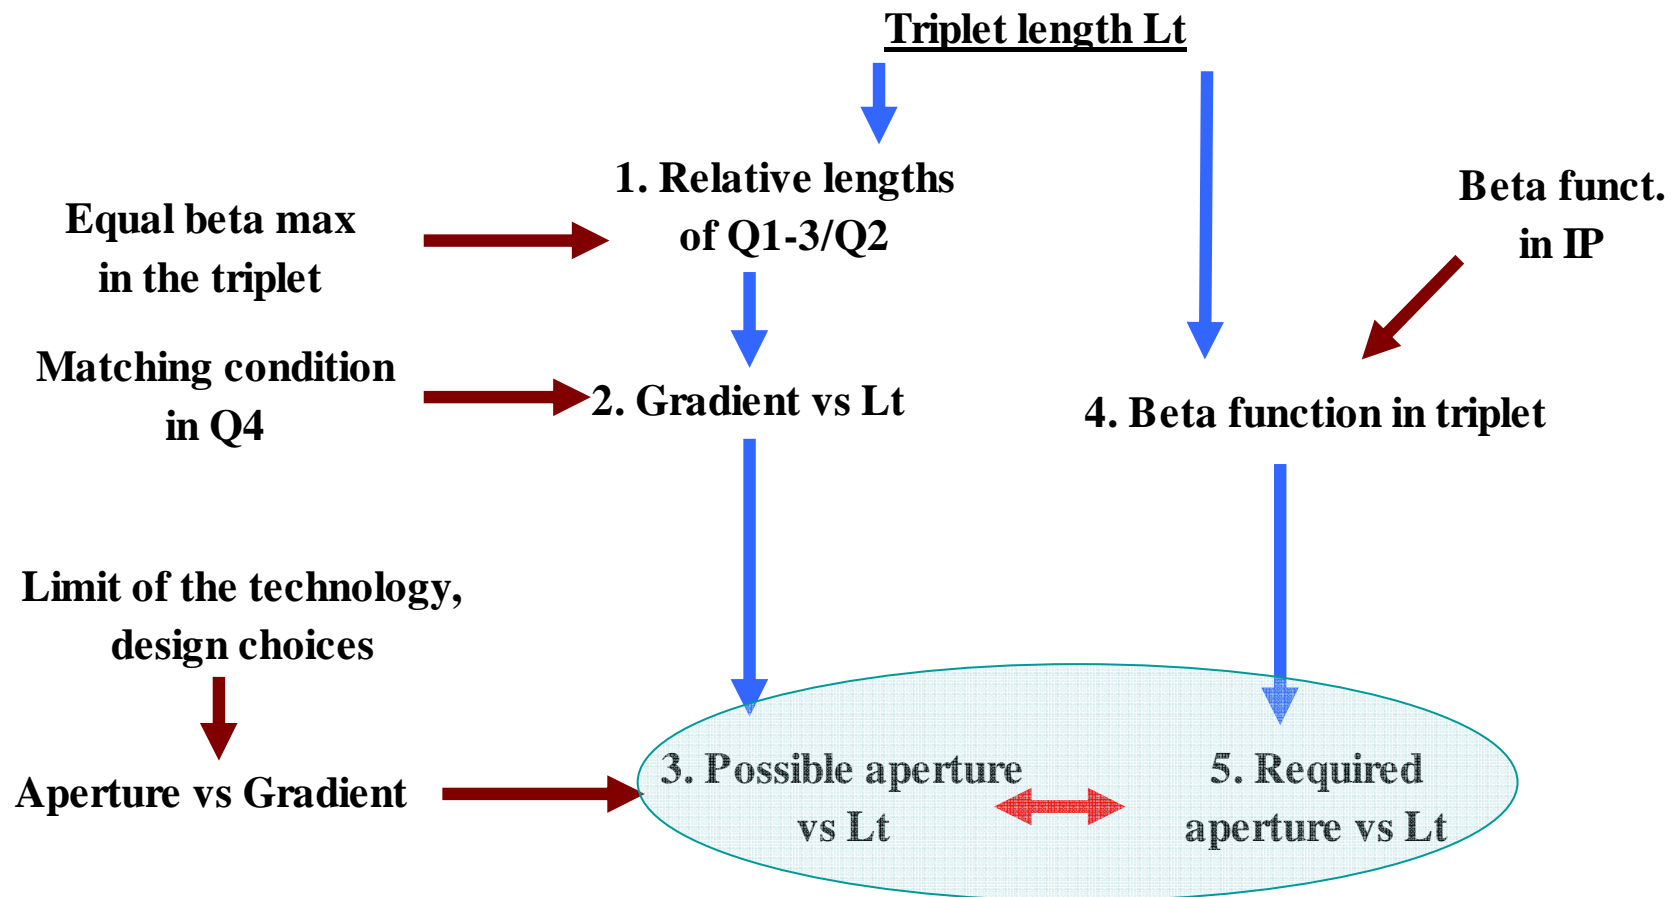 Triplet length Lt
1. Relative lengths
of Q1-3/Q2
Beta funct.
in IP
Equal beta max
in the triplet
Matching condition
in Q4
2. Gradient vs Lt
4. Beta function in triplet
Limit of the technology,
design choices
Aperture vs Gradient
3. Possible aperture
vs Lt
5. Required
aperture vs Lt